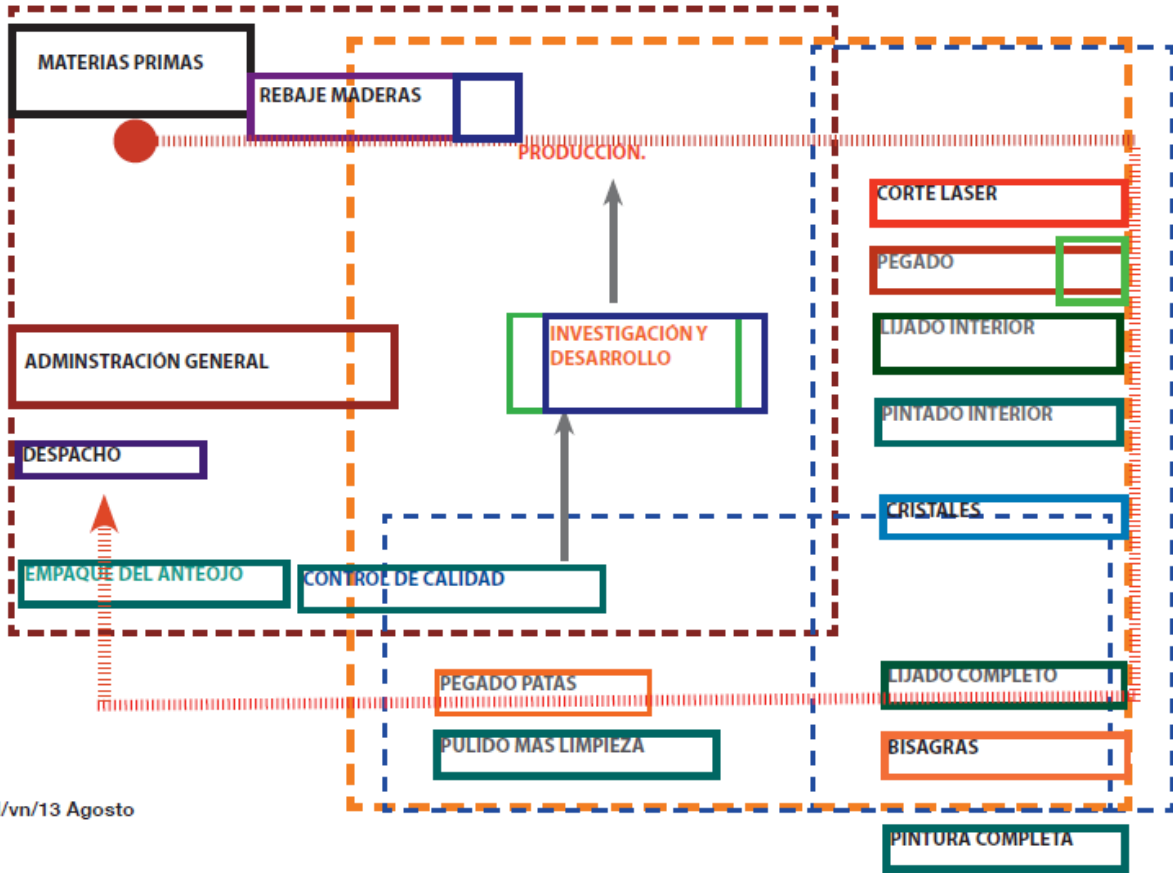 MATERIAS PRIMAS
REBAJE MADERAS
PRODUCCIÓN.
CORTE LASER
PEGADO
LIJADO INTERIOR
INVESTIGACIÓN Y
DESARROLLO
ADMINSTRACIÓN GENERAL
PINTADO INTERIOR
DESPACHO
CRISTALES
EMPAQUE DEL ANTEOJO
CONTROL DE CALIDAD
PEGADO PATAS
LIJADO COMPLETO
PULIDO MAS LIMPIEZA
BISAGRAS
/vn/13 Agosto
PINTURA COMPLETA